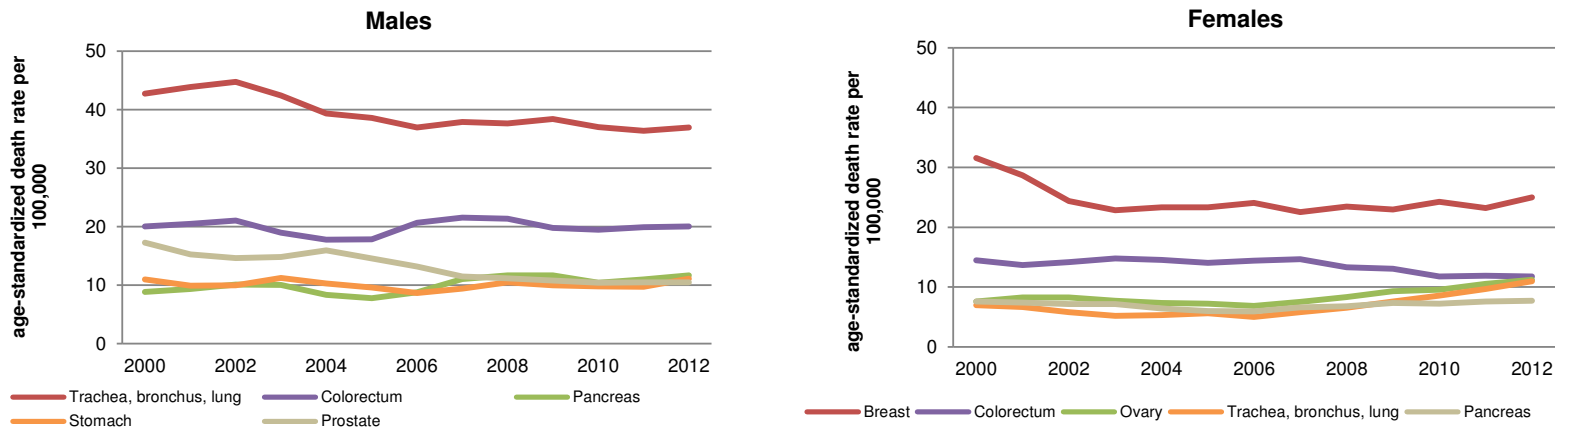 Males
age-standardized death rate per
100,000
50
40
30
20
10
0
2000 2002 2004 2006 2008 2010 2012
Trachea, bronchus, lung Colorectum Pancreas
Stomach Prostate
Females
age-standardized death rate per
100,000
50
40
30
20
10
0
2000 2002 2004 2006 2008 2010 2012
Breast Colorectum Ovary Trachea, bronchus, lung Pancreas